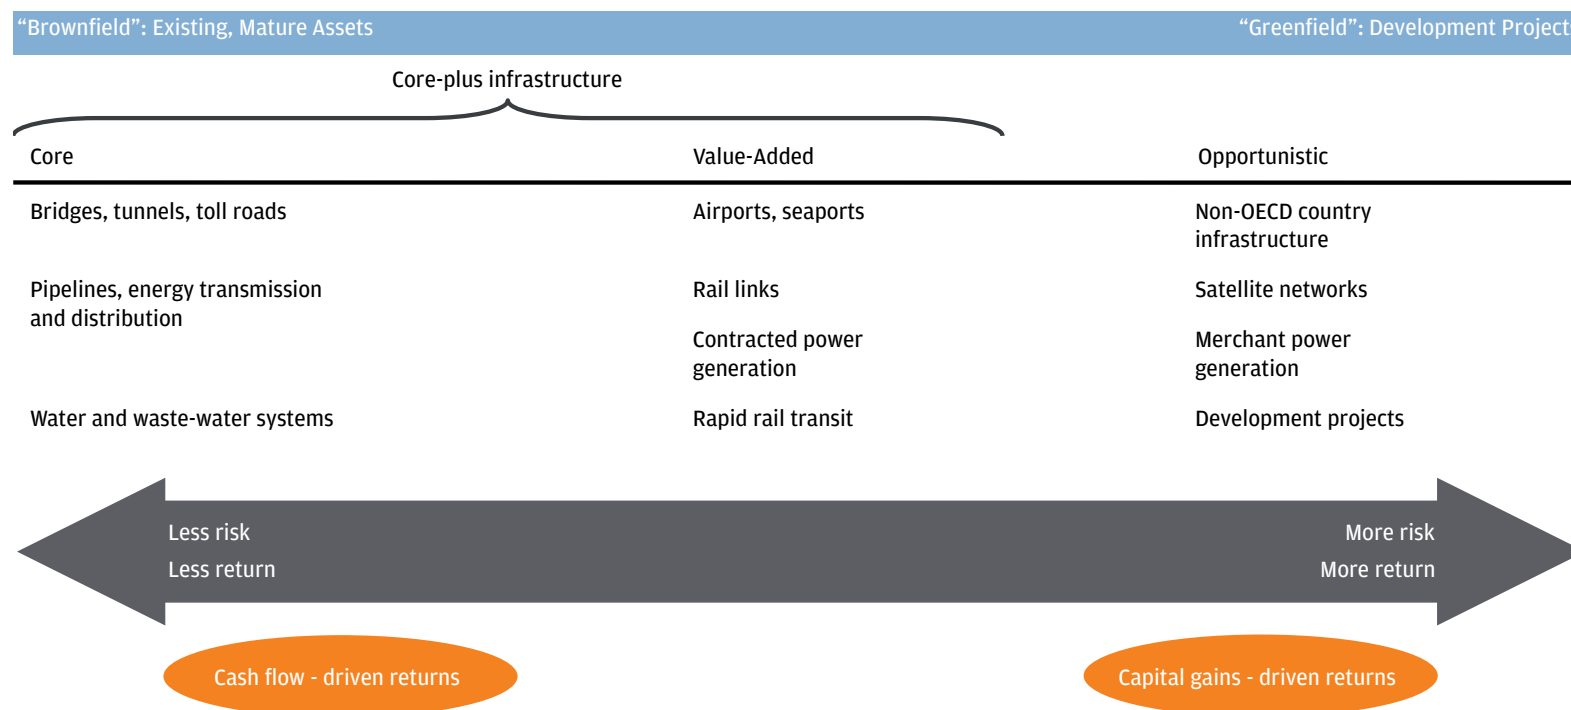 “Brownfield”: Existing, Mature Assets
“Greenfield”: Development Projects
Core-plus infrastructure
Core
Value-Added
Opportunistic
Bridges, tunnels, toll roads
Airports, seaports
Non-OECD country
infrastructure
Pipelines, energy transmission
and distribution
Rail links
Satellite networks
Contracted power
generation
Merchant power
generation
Water and waste-water systems
Rapid rail transit
Development projects
Less risk
Less return
More risk
More return
Cash flow - driven returns
Capital gains - driven returns